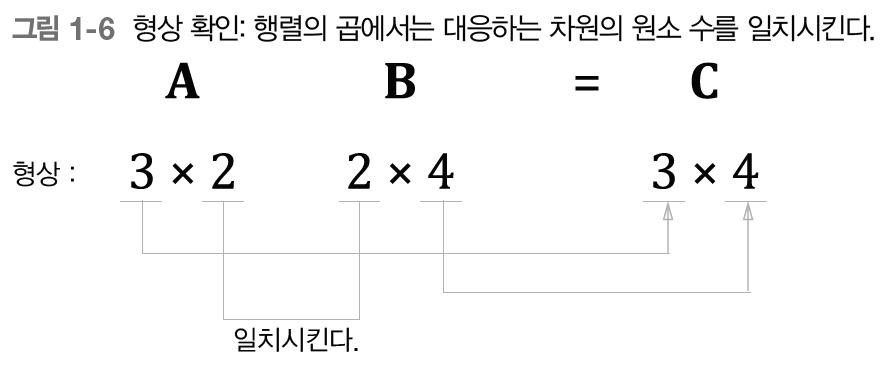 그림 1-6 형상 확인: 행렬의 곱에서는 대응하는 차원의 원소 수를 일치시킨다.
A B = C
형상 : 3 × 2 2 × 4 3 × 4
일치시킨다.